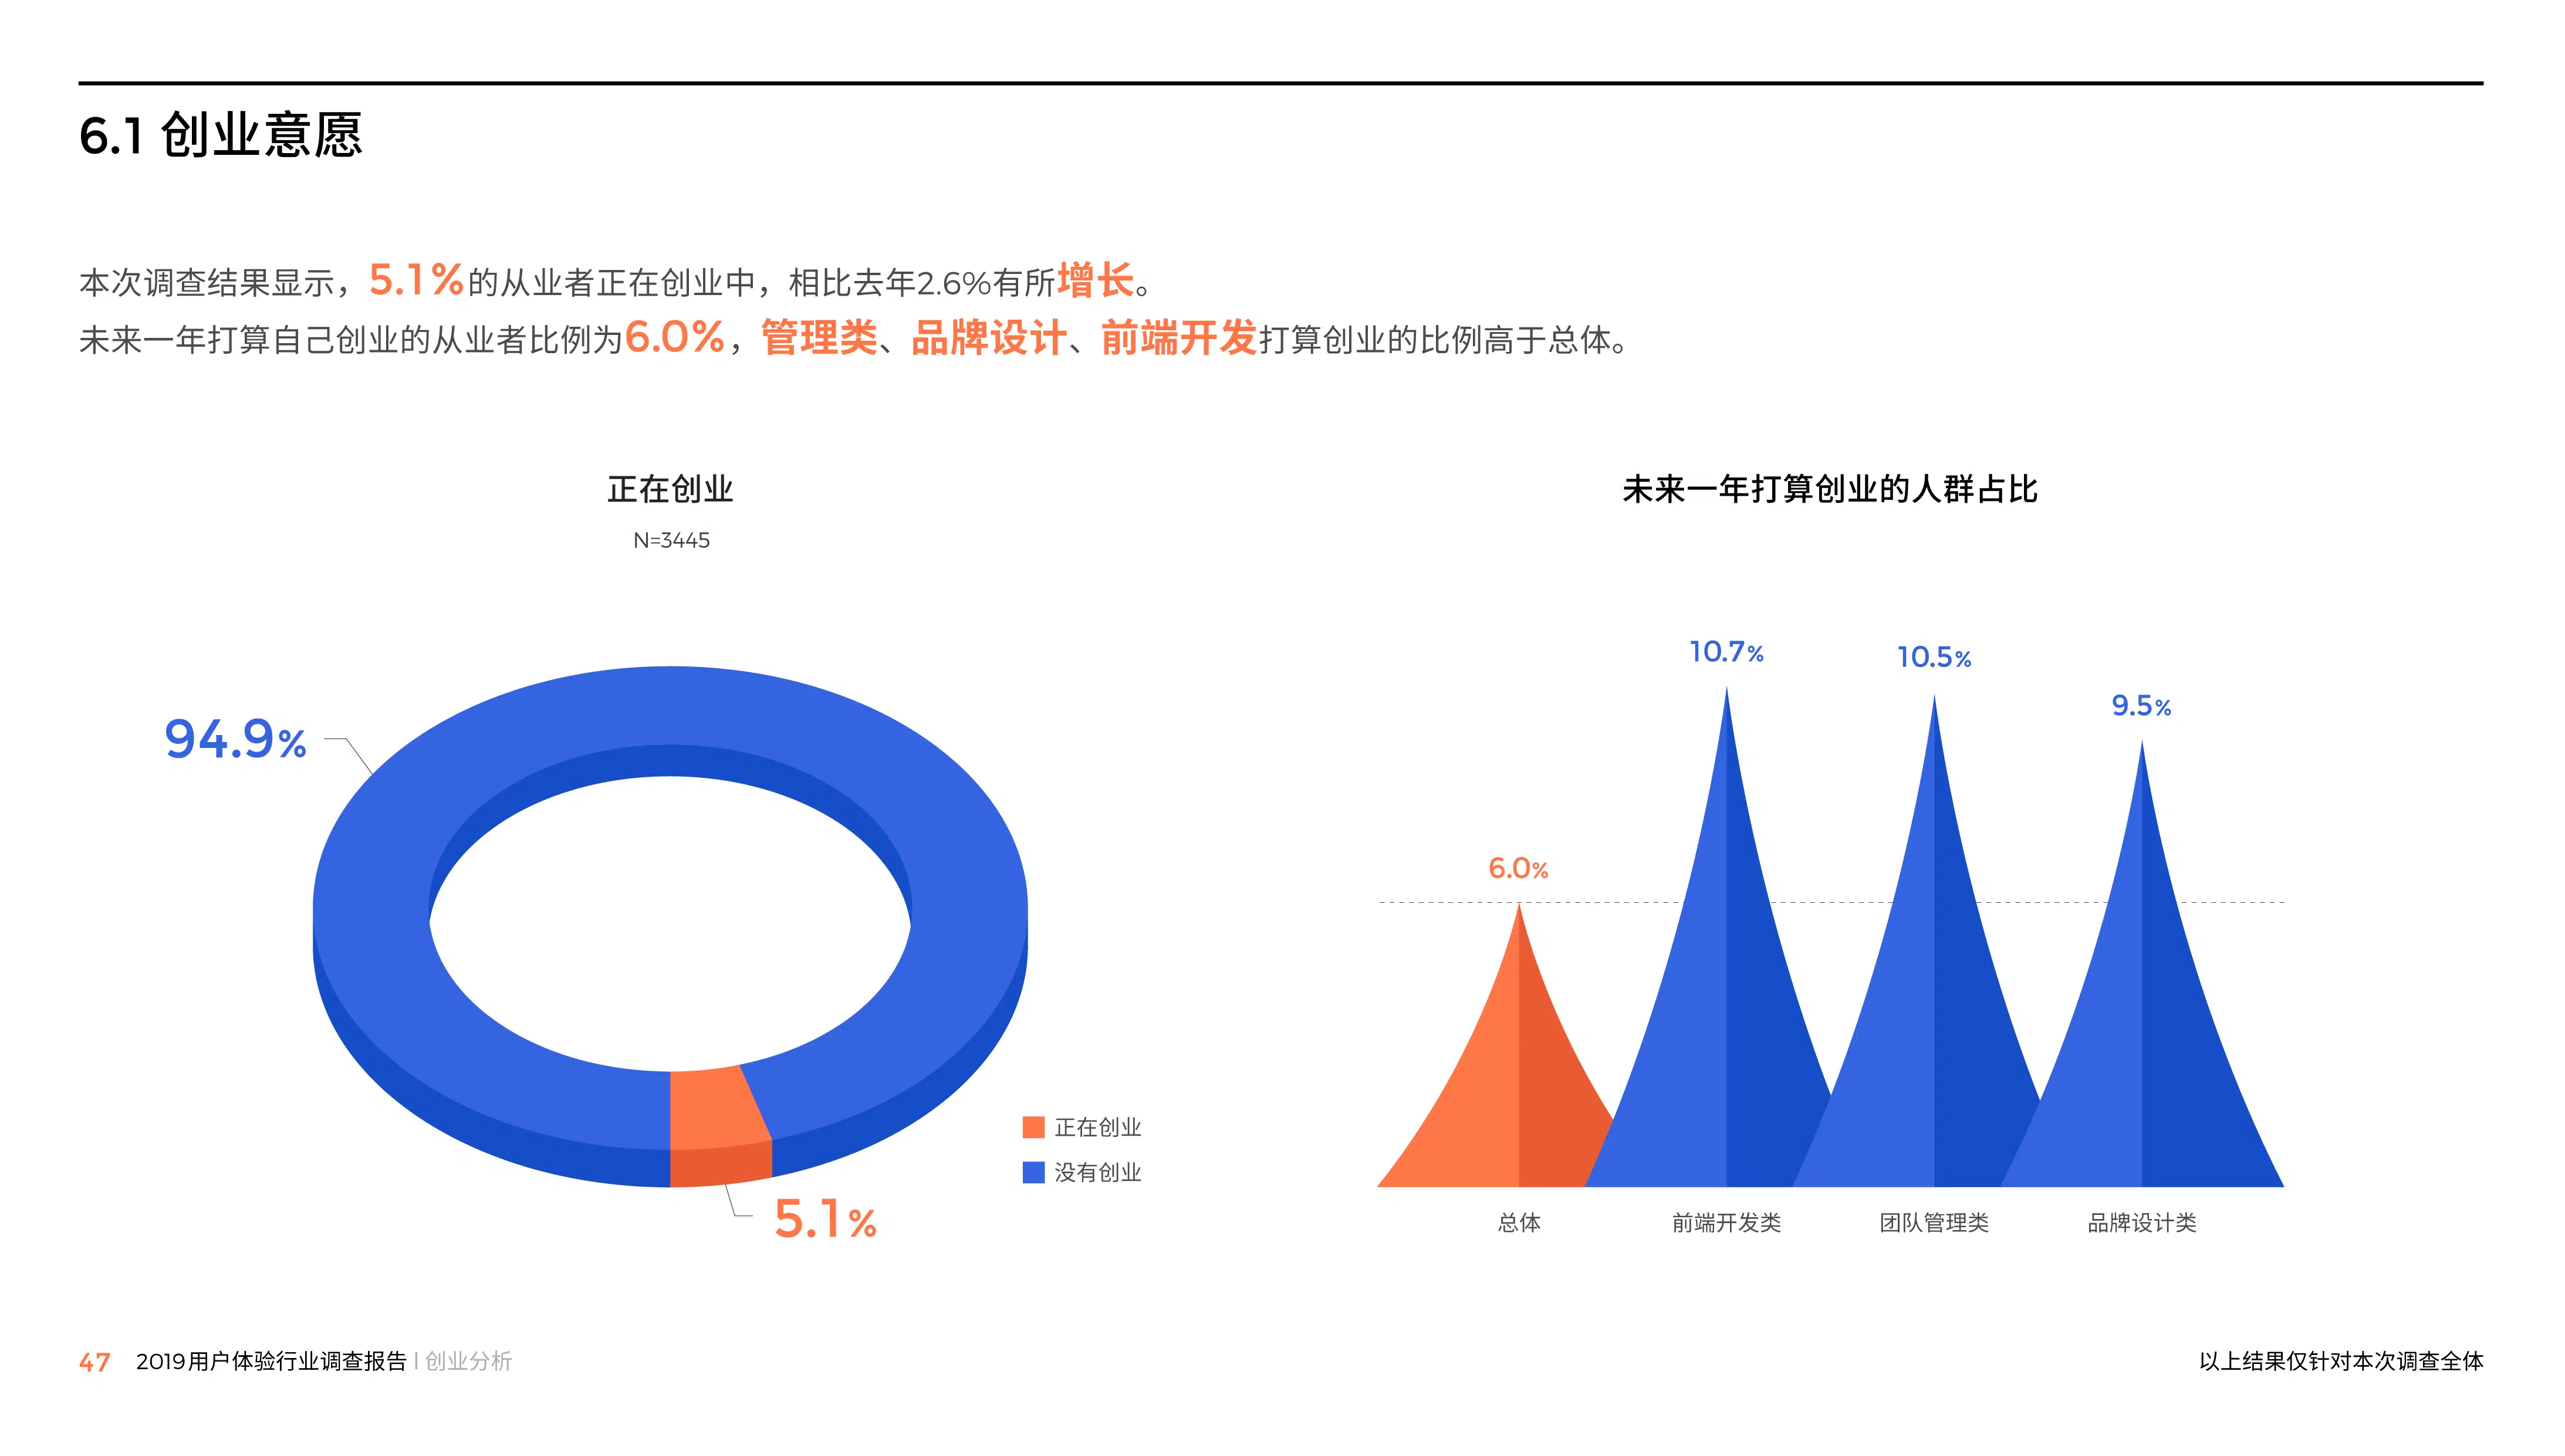 6.1 创业意愿
本次调查结果显示，5.1%的从业者正在创业中，相比去年2.6%有所增长。
未来一年打算自己创业的从业者比例为6.0%，管理类、品牌设计、前端开发打算创业的比例高于总体。
正在创业
N=3445
94.9%
5.1%
正在创业
没有创业
未来一年打算创业的人群占比
6.0%
10.7%
10.5%
9.5%
总体
前端开发类
团队管理类
品牌设计类
47 2019用户体验行业调查报告 | 创业分析
以上结果仅针对本次调查全体